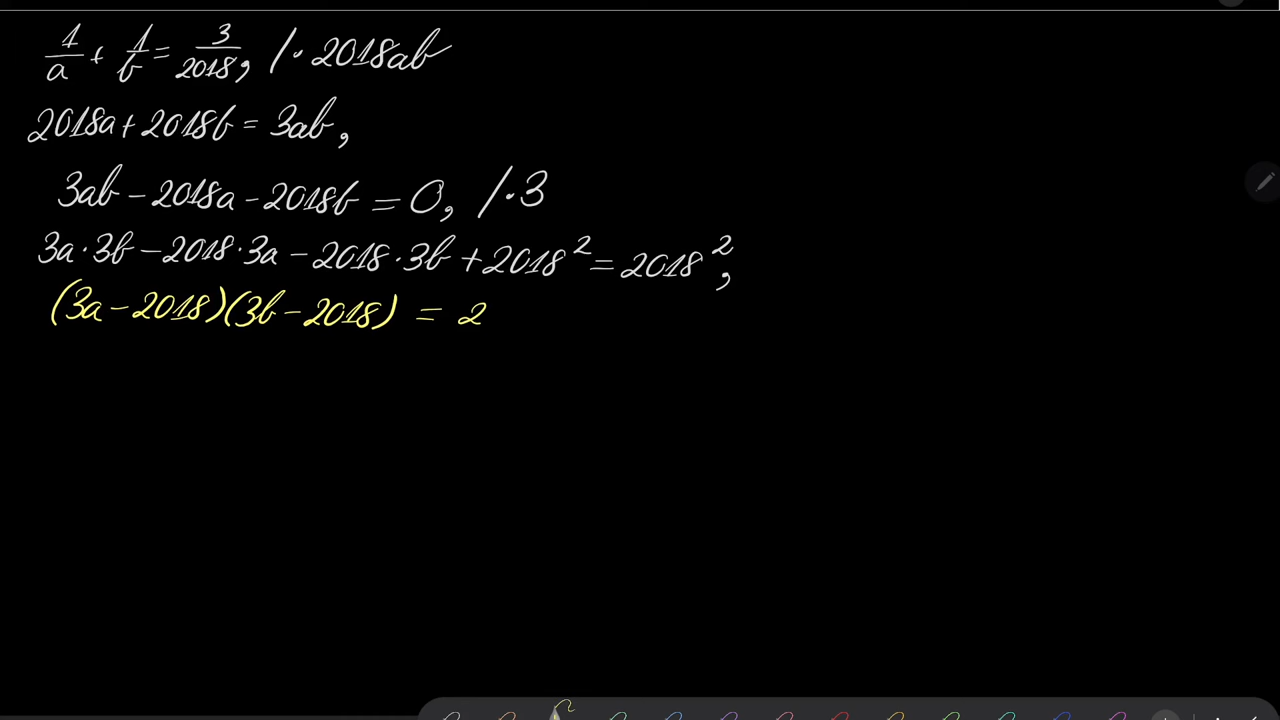 1/a + 1/b = 3/2018, /· 2018ab
2018a + 2018b = 3ab,
3ab - 2018a - 2018b = 0, /·3
3a·3b - 2018·3a - 2018·3b + 2018² = 2018²,
(3a - 2018)(3b - 2018) = 2